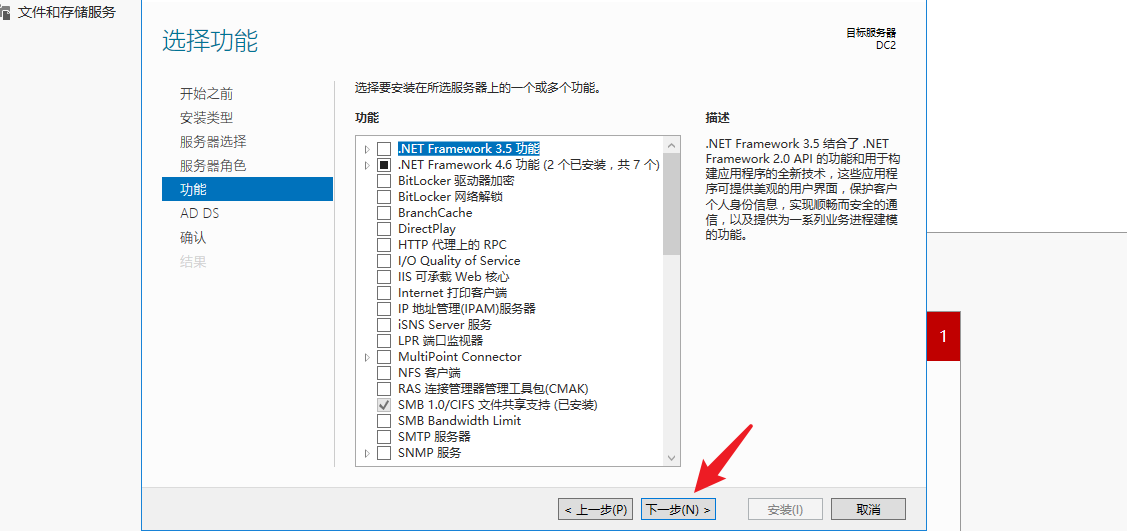 文件和存储服务
选择功能
目标服务器
DC2
开始之前
安装类型
服务器选择
服务器角色
功能
AD DS
确认
结果
选择要安装在所选服务器上的一个或多个功能。
功能
.NET Framework 3.5 功能
.NET Framework 4.6 功能 (2 个已安装，共 7 个)
BitLocker 驱动器加密
BitLocker 网络解锁
BranchCache
DirectPlay
HTTP 代理上的 RPC
I/O Quality of Service
IIS 可承载 Web 核心
Internet 打印客户端
IP 地址管理(IPAM)服务器
iSNS Server 服务
LPR 端口监视器
MultiPoint Connector
NFS 客户端
RAS 连接管理器管理工具包(CMAK)
SMB 1.0/CIFS 文件共享支持 (已安装)
SMB Bandwidth Limit
SMTP 服务器
SNMP 服务
描述
.NET Framework 3.5 结合了 .NET
Framework 2.0 API 的功能和用于构
建应用程序的全新技术，这些应用程
序可提供美观的用户界面，保护客户
个人身份信息，实现顺畅而安全的通
信，以及提供为一系列业务进程建模
的功能。
1
< 上一步(P)
下一步(N) >
安装(I)
取消